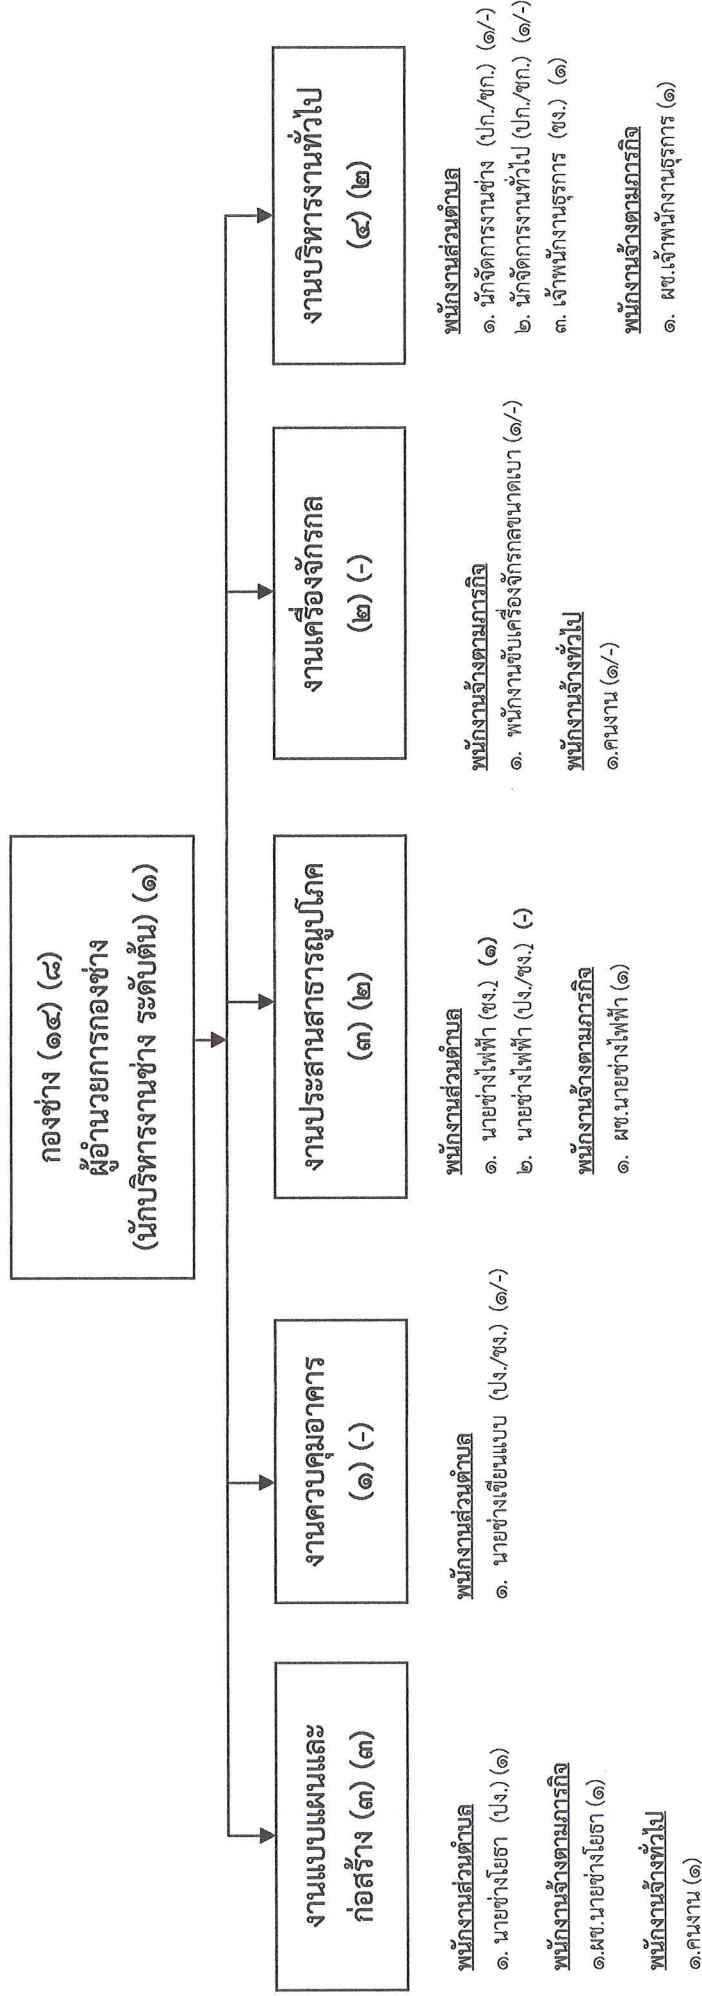 กองช่าง (๑๔) (๘)
ผู้อำนวยการกองช่าง
(นักบริหารงานช่าง ระดับต้น) (๑)
งานแบบแผนและ
ก่อสร้าง (๓) (๓)
พนักงานส่วนตำบล
๑. นายช่างโยธา (ปง.) (๑)
พนักงานจ้างตามภารกิจ
๑.ผช.นายช่างโยธา (๑)
พนักงานจ้างทั่วไป
๑.คนงาน (๑)
งานควบคุมอาคาร
(๑) (-)
พนักงานส่วนตำบล
๑. นายช่างเขียนแบบ (ปง./ชง.) (๑/-)
งานประสานสาธารณูปโภค
(๓) (๒)
พนักงานส่วนตำบล
๑. นายช่างไฟฟ้า (ชง.) (๑)
๒. นายช่างไฟฟ้า (ปง./ชง.) (-)
พนักงานจ้างตามภารกิจ
๑. ผช.นายช่างไฟฟ้า (๑)
งานเครื่องจักรกล
(๒) (-)
พนักงานจ้างตามภารกิจ
๑. พนักงานขับเครื่องจักรกลขนาดเบา (๑/-)
พนักงานจ้างทั่วไป
๑.คนงาน (๑/-)
งานบริหารงานทั่วไป
(๔) (๒)
พนักงานส่วนตำบล
๑. นักจัดการงานช่าง (ปก./ชก.) (๑/-)
๒. นักจัดการงานทั่วไป (ปก./ชก.) (๑/-)
๓. เจ้าพนักงานธุรการ (ชง.) (๑)
พนักงานจ้างตามภารกิจ
๑. ผช.เจ้าพนักงานธุรการ (๑)